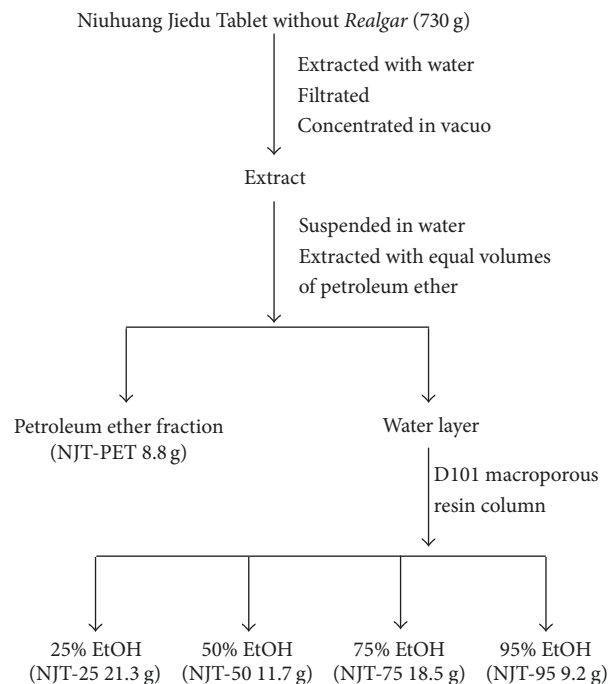 Niuhuang Jiedu Tablet without Realgar (730 g)
Extracted with water
Filtrated
Concentrated in vacuo
Extract
Suspended in water
Extracted with equal volumes
of petroleum ether
Petroleum ether fraction
(NJT-PET 8.8 g)
Water layer
D101 macroporous
resin column
25% EtOH
(NJT-25 21.3 g)
50% EtOH
(NJT-50 11.7 g)
75% EtOH
(NJT-75 18.5 g)
95% EtOH
(NJT-95 9.2 g)